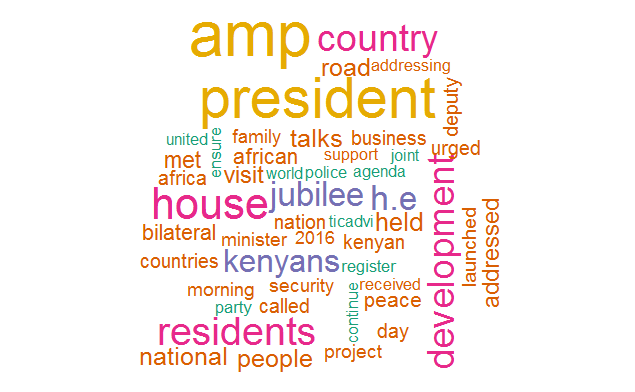 amp country
road addressing
president
deputy
united ensure family talks business
met african support joint urged
africa visit world police agenda
house jubilee h.e
development
launched
addressed
bilateral nation ticadvi held
minister 2016 kenyan
countries kenyans register
morning security received
party called continue peace
residents day
national people project